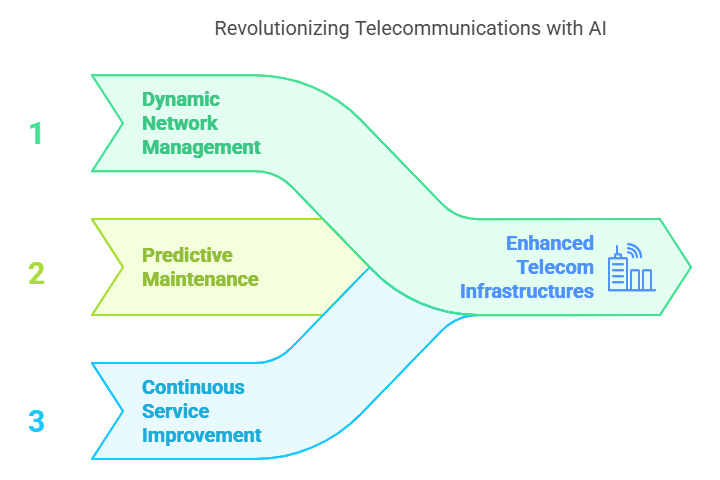 Revolutionizing Telecommunications with AI
1
Dynamic
Network
Management
2
Predictive
Maintenance
Enhanced
Telecom
Infrastructures
3
Continuous
Service
Improvement